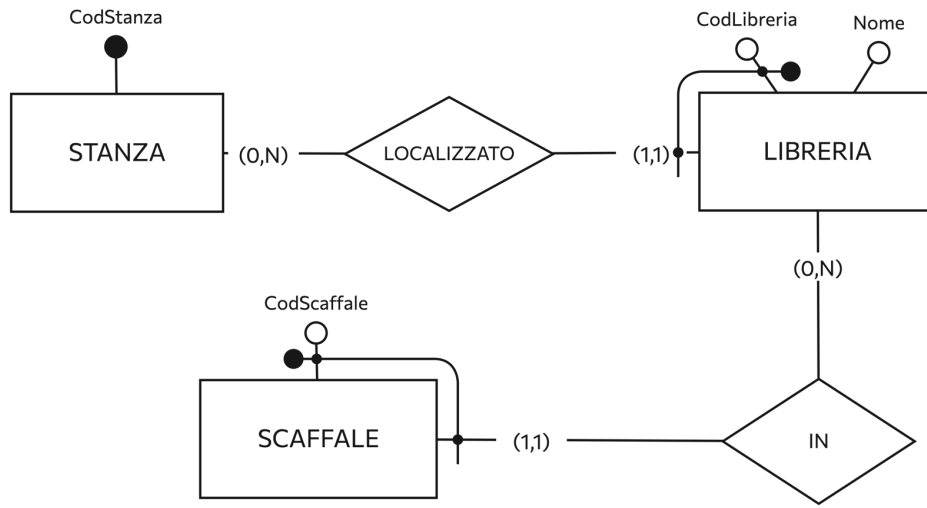 CodStanza
CodLibreria
Nome
STANZA
(0,N)
LOCALIZZATO
(1,1)
LIBRERIA
(0,N)
CodScaffale
SCAFFALE
(1,1)
IN